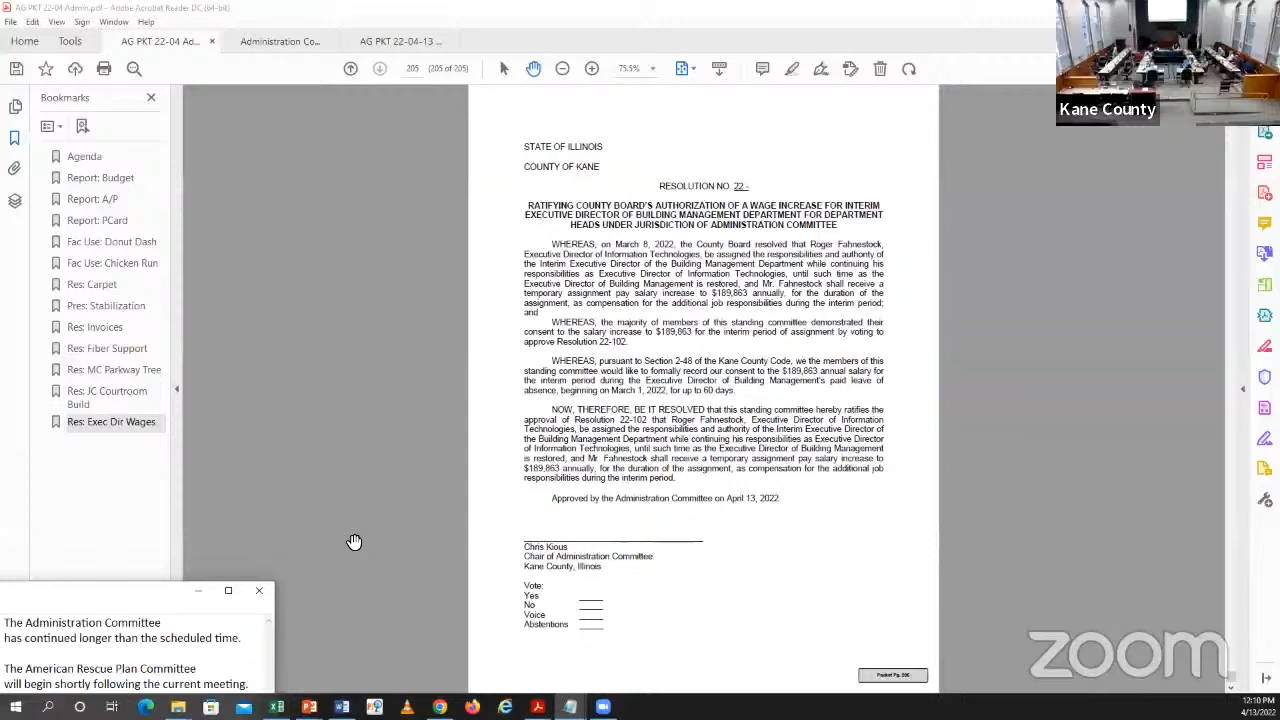 AG PKT 22-04 Admin.pdf - Adobe Acrobat Reader DC (64-bit)
File Edit View Sign Window Help
Home Tools AG PKT 22-04 Ad... × Administration Co... AG PKT 22-04-13 ...
205 (205 of 20 75.5%
Bookmarks
Agenda
Report: Budget
Report: A/P
Report: PCard
Fac Use: Donut Dash
Fac Use: Chicken Run
Res: Carpet
Res: Stabilization
Res: Invoices
Res: Fiber Support
Res: MC Parkway Tree
Res: IC Courtroom
Build
Res: Exec Dir Wages
STATE OF ILLINOIS
COUNTY OF KANE
RESOLUTION NO. 22 -
RATIFYING COUNTY BOARD'S AUTHORIZATION OF A WAGE INCREASE FOR INTERIM
EXECUTIVE DIRECTOR OF BUILDING MANAGEMENT DEPARTMENT FOR DEPARTMENT
HEADS UNDER JURISDICTION OF ADMINISTRATION COMMITTEE
WHEREAS, on March 8, 2022, the County Board resolved that Roger Fahnestock,
Executive Director of Information Technologies, be assigned the responsibilities and authority of
the Interim Executive Director of the Building Management Department while continuing his
responsibilities as Executive Director of Information Technologies, until such time as the
Executive Director of Building Management is restored, and Mr. Fahnestock shall receive a
temporary assignment pay salary increase to $189,863 annually, for the duration of the
assignment, as compensation for the additional job responsibilities during the interim period;
and
WHEREAS, the majority of members of this standing committee demonstrated their
consent to the salary increase to $189,863 for the interim period of assignment by voting to
approve Resolution 22-102.
WHEREAS, pursuant to Section 2-48 of the Kane County Code, we the members of this
standing committee would like to formally record our consent to the $189,863 annual salary for
the interim period during the Executive Director of Building Management's paid leave of
absence, beginning on March 1, 2022, for up to 60 days.
NOW, THEREFORE, BE IT RESOLVED that this standing committee hereby ratifies the
approval of Resolution 22-102 that Roger Fahnestock, Executive Director of Information
Technologies, be assigned the responsibilities and authority of the Interim Executive Director of
the Building Management Department while continuing his responsibilities as Executive Director
of Information Technologies, until such time as the Executive Director of Building Management
is restored, and Mr. Fahnestock shall receive a temporary assignment pay salary increase to
$189,863 annually, for the duration of the assignment, as compensation for the additional job
responsibilities during the interim period.
Approved by the Administration Committee on April 13, 2022
Chris Kious
Chair of Administration Committee
Kane County, Illinois
Vote:
Yes
No
Voice
Abstentions
Packet Pg. 205
The Administration Committee
has continued longer than the scheduled time.
The American Rescue Plan Committee
will begin shortly following the current meeting.
Kane County
zoom
12:10 PM
4/13/2022